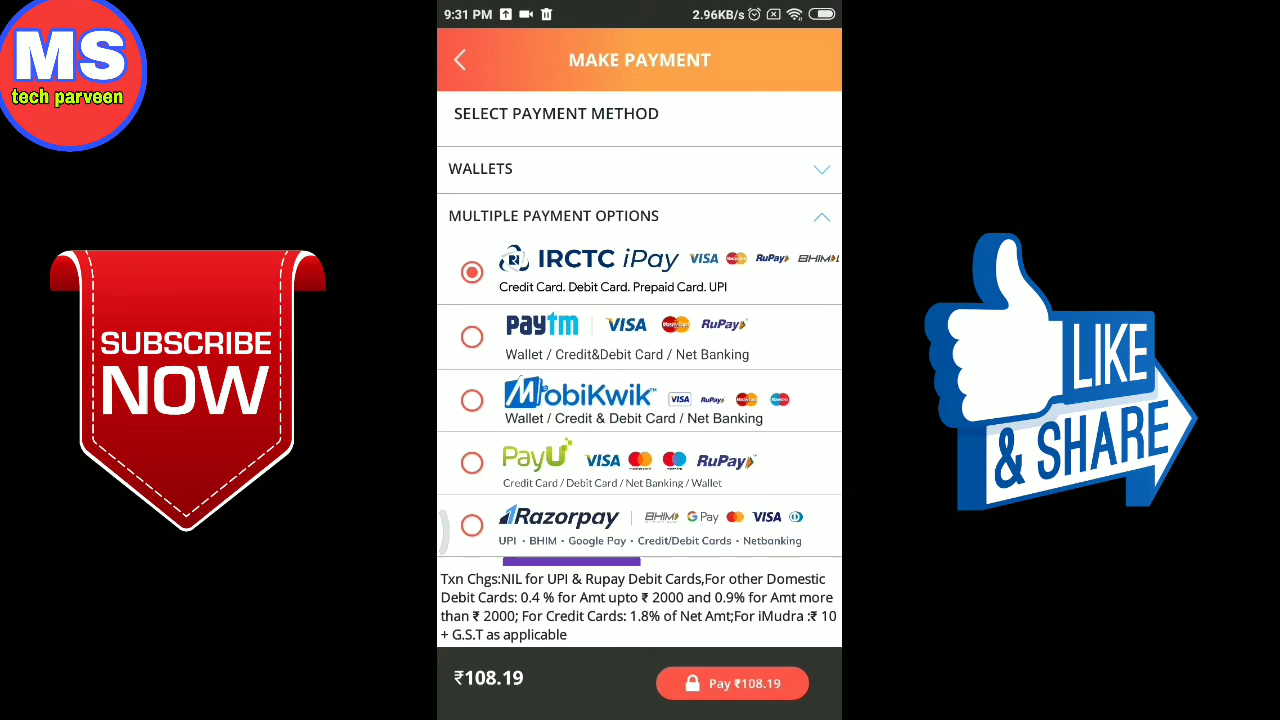 MS
tech parveen
9:31 PM
2.96KB/s
MAKE PAYMENT
SELECT PAYMENT METHOD
WALLETS
MULTIPLE PAYMENT OPTIONS
IRCTC iPay VISA RuPay BHIM
Credit Card. Debit Card. Prepaid Card. UPI
paytm VISA MasterCard RuPay
Wallet / Credit&Debit Card / Net Banking
MobiKwik™ VISA RuPay MasterCard Maestro
Wallet / Credit & Debit Card / Net Banking
PayU VISA RuPay
Credit Card / Debit Card / Net Banking / Wallet
Razorpay BHIM G Pay VISA
UPI · BHIM · Google Pay · Credit/Debit Cards · Netbanking
Txn Chgs:NIL for UPI & Rupay Debit Cards,For other Domestic
Debit Cards: 0.4 % for Amt upto ₹ 2000 and 0.9% for Amt more
than ₹ 2000; For Credit Cards: 1.8% of Net Amt;For iMudra :₹ 10
+ G.S.T as applicable
₹108.19
Pay ₹108.19
SUBSCRIBE
NOW
LIKE
& SHARE